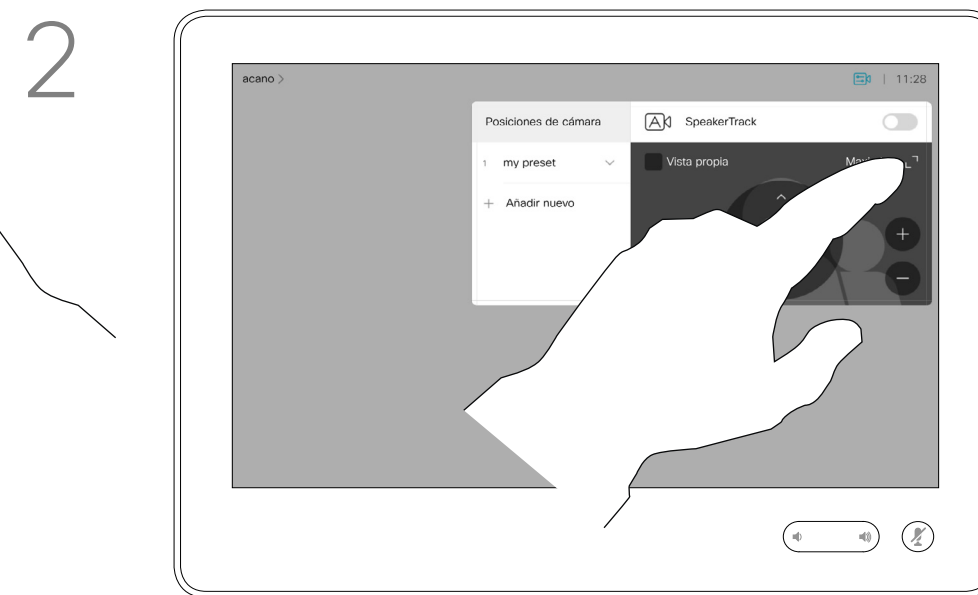 2
acano >
11:28
Posiciones de cámara
SpeakerTrack
1 my preset
Vista propia
+ Añadir nuevo